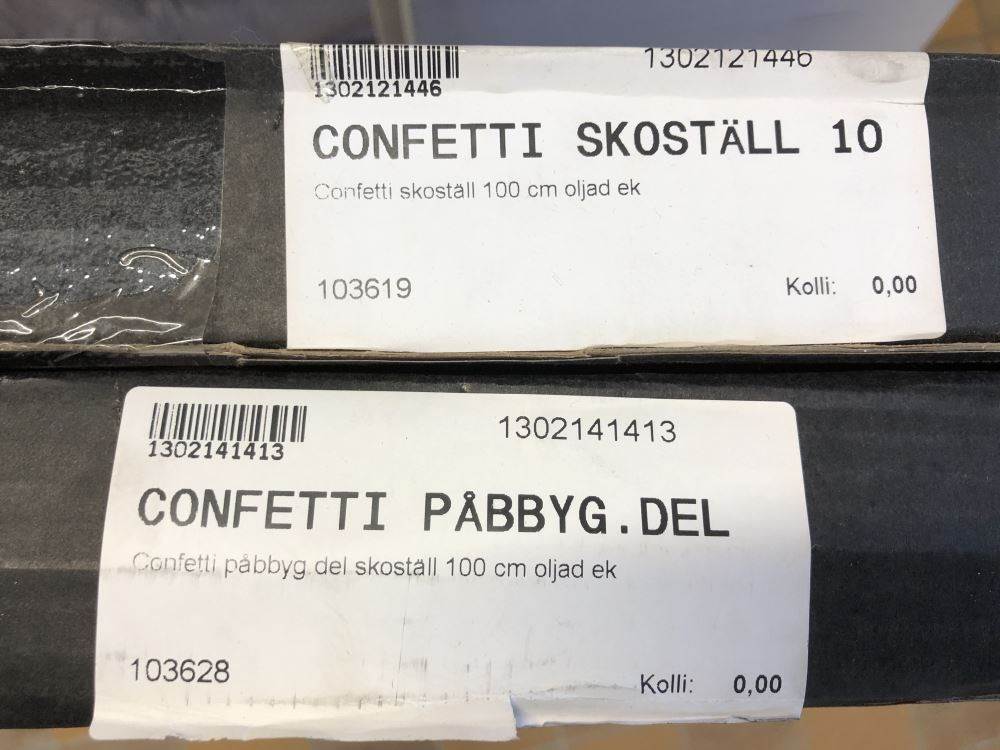 1302121446
1302121446
CONFETTI SKOSTÄLL 10
Confetti skoställ 100 cm oljad ek
103619
Kolli: 0,00
1302141413
1302141413
CONFETTI PÅBBYG.DEL
Confetti påbbyg.del skoställ 100 cm oljad ek
103628
Kolli: 0,00